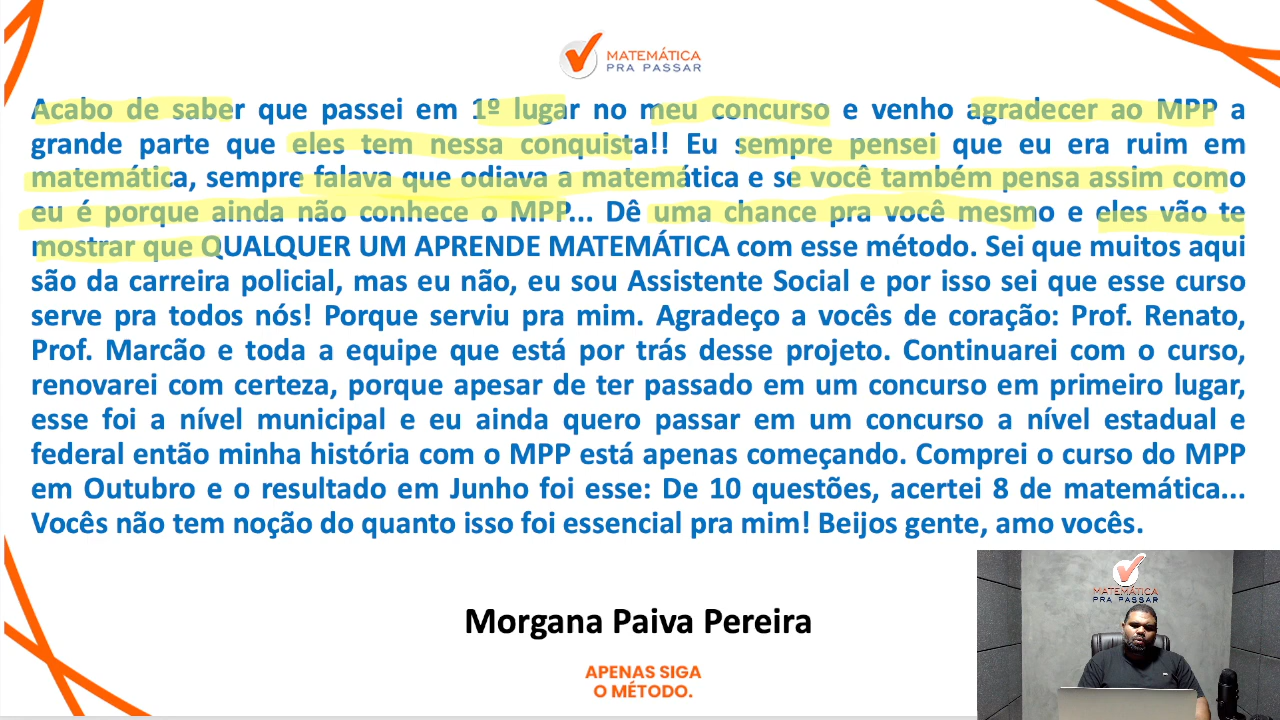 MATEMÁTICA
PRA PASSAR
Acabo de saber que passei em 1º lugar no meu concurso e venho agradecer ao MPP a
grande parte que eles tem nessa conquista!! Eu sempre pensei que eu era ruim em
matemática, sempre falava que odiava a matemática e se você também pensa assim como
eu é porque ainda não conhece o MPP... Dê uma chance pra você mesmo e eles vão te
mostrar que QUALQUER UM APRENDE MATEMÁTICA com esse método. Sei que muitos aqui
são da carreira policial, mas eu não, eu sou Assistente Social e por isso sei que esse curso
serve pra todos nós! Porque serviu pra mim. Agradeço a vocês de coração: Prof. Renato,
Prof. Marcão e toda a equipe que está por trás desse projeto. Continuarei com o curso,
renovarei com certeza, porque apesar de ter passado em um concurso em primeiro lugar,
esse foi a nível municipal e eu ainda quero passar em um concurso a nível estadual e
federal então minha história com o MPP está apenas começando. Comprei o curso do MPP
em Outubro e o resultado em Junho foi esse: De 10 questões, acertei 8 de matemática...
Vocês não tem noção do quanto isso foi essencial pra mim! Beijos gente, amo vocês.
Morgana Paiva Pereira
APENAS SIGA
O MÉTODO.
MATEMÁTICA
PRA PASSAR